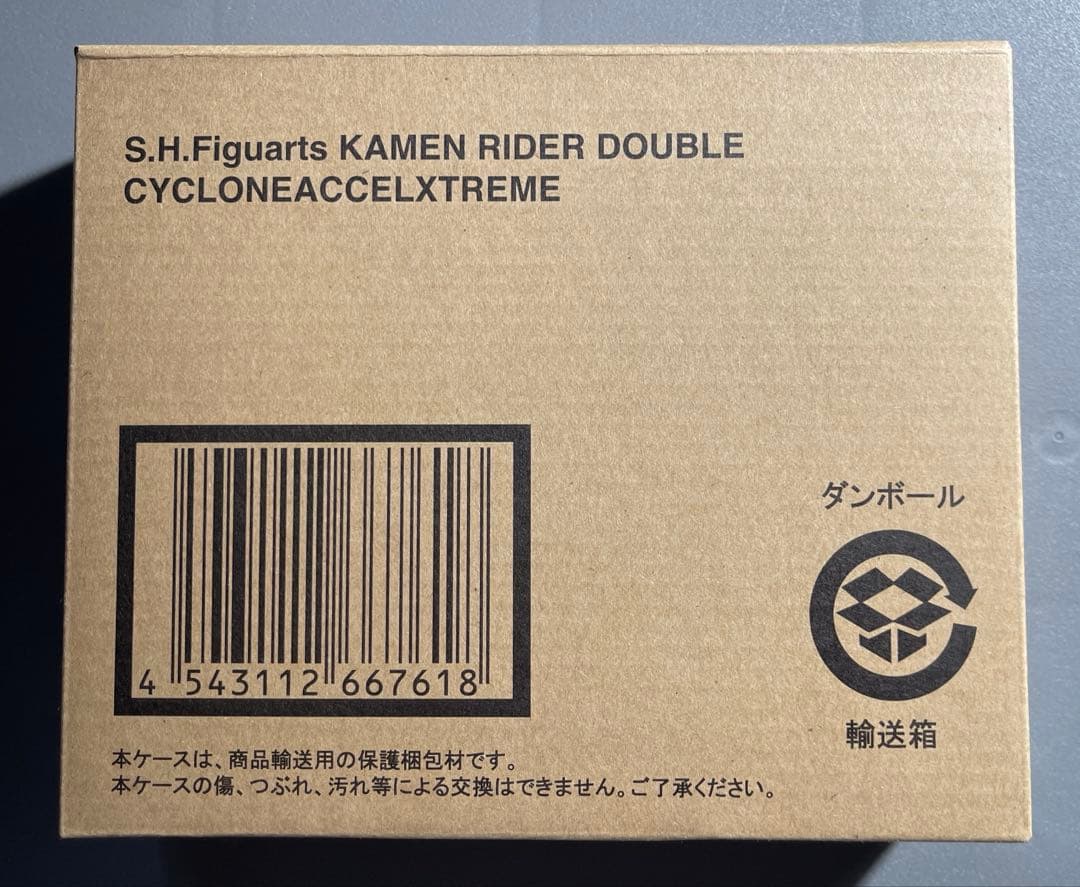 S.H.Figuarts KAMEN RIDER DOUBLE
CYCLONEACCELXTREME
ダンボール
4 543112 667618
輸送箱
本ケースは、商品輸送用の保護梱包材です。
本ケースの傷、つぶれ、汚れ等による交換はできません。ご了承ください。